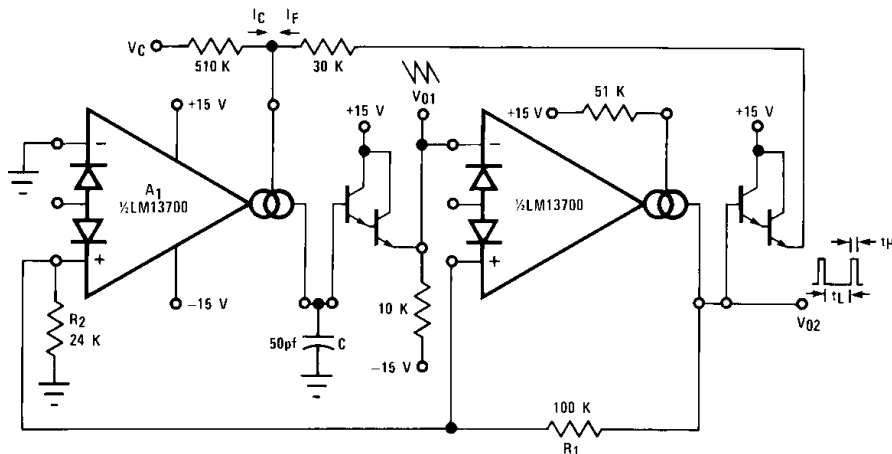 V_C
510 K
I_C
I_F
30 K
+15 V
−
A_1
½LM13700
+
−15 V
R_2
24 K
50pf
C
+15 V
V_01
10 K
−15 V
+15 V
51 K
−
½LM13700
+
+15 V
t_H
t_L
V_02
100 K
R_1